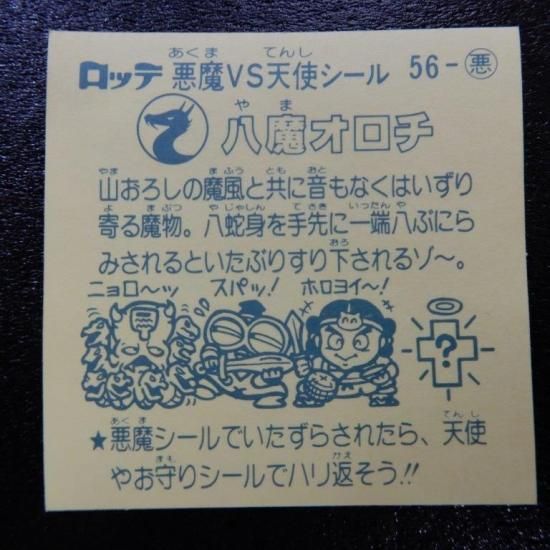 ロッテ 悪魔VS天使シール 56-悪
あくま てんし
八魔オロチ
やま
山おろしの魔風と共に音もなくはいずり
やま まふう とも おと
寄る魔物。八蛇身を手先に一端八ぶにら
よ まぶつ やじゃしん てさき いったんや
みされるといたぶりすり下されるゾ〜。
おろ
ニョロ〜ッ スパッ! ホロヨイ〜!
?
★悪魔シールでいたずらされたら、天使
あくま てんし
やお守りシールでハリ返そう!!
まも かえ